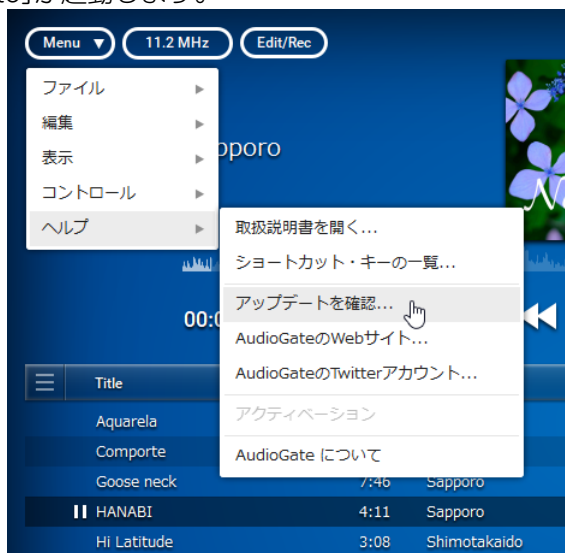 が起動します。
Menu ▼ 11.2 MHz Edit/Rec
ファイル ▶
編集 ▶
表示 ▶
コントロール ▶
ヘルプ ▶
取扱説明書を開く...
ショートカット・キーの一覧...
アップデートを確認...
AudioGateのWebサイト...
AudioGateのTwitterアカウント...
アクティベーション
AudioGate について
Title
Aquarela
Comporte
Goose neck 7:46 Sapporo
HANABI 4:11 Sapporo
Hi Latitude 3:08 Shimotakaido